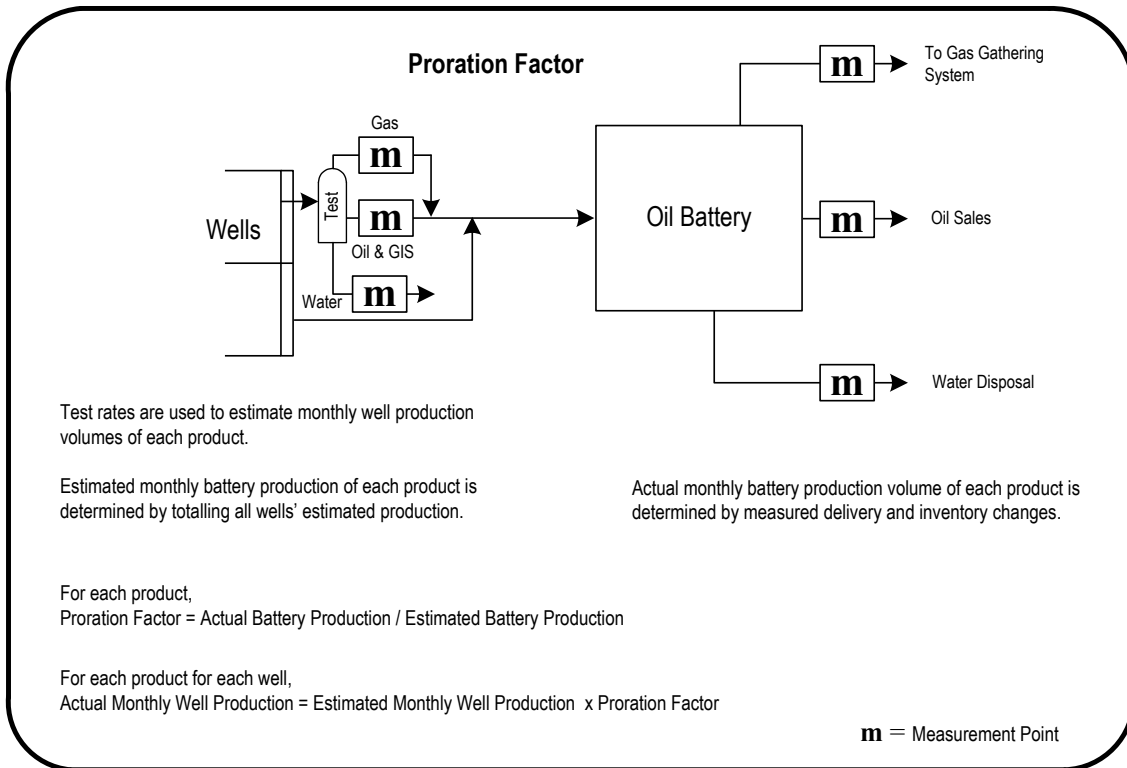 Proration Factor
To Gas Gathering
System
m
Gas
m
Test
Wells
m
Oil & GIS
Oil Battery
m
Oil Sales
Water
m
m
Water Disposal
Test rates are used to estimate monthly well production
volumes of each product.
Estimated monthly battery production of each product is
determined by totalling all wells’ estimated production.
Actual monthly battery production volume of each product is
determined by measured delivery and inventory changes.
For each product,
Proration Factor = Actual Battery Production / Estimated Battery Production
For each product for each well,
Actual Monthly Well Production = Estimated Monthly Well Production x Proration Factor
m = Measurement Point